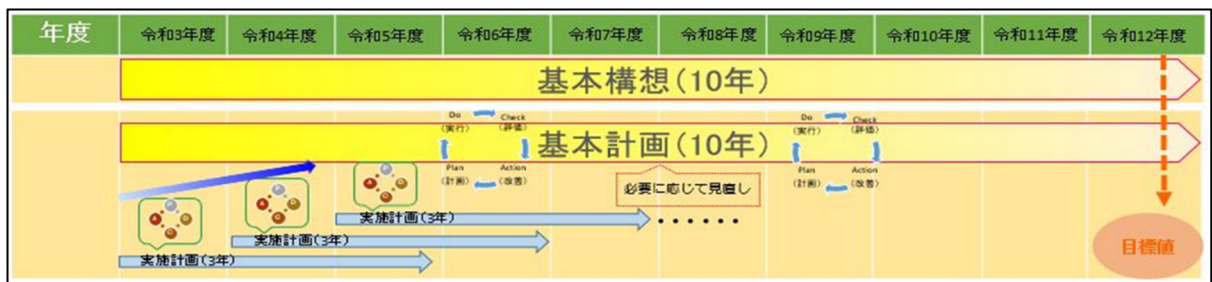 年度 令和3年度 令和4年度 令和5年度 令和6年度 令和7年度 令和8年度 令和9年度 令和10年度 令和11年度 令和12年度
基本構想(10年)
Do Check Do Check
(実行) (評価) (実行) (評価)
基本計画(10年)
Plan Action Plan Action
(計画) (改善) (計画) (改善)
必要に応じて見直し
実施計画(3年) ・・・・・・
実施計画(3年)
実施計画(3年)
目標値